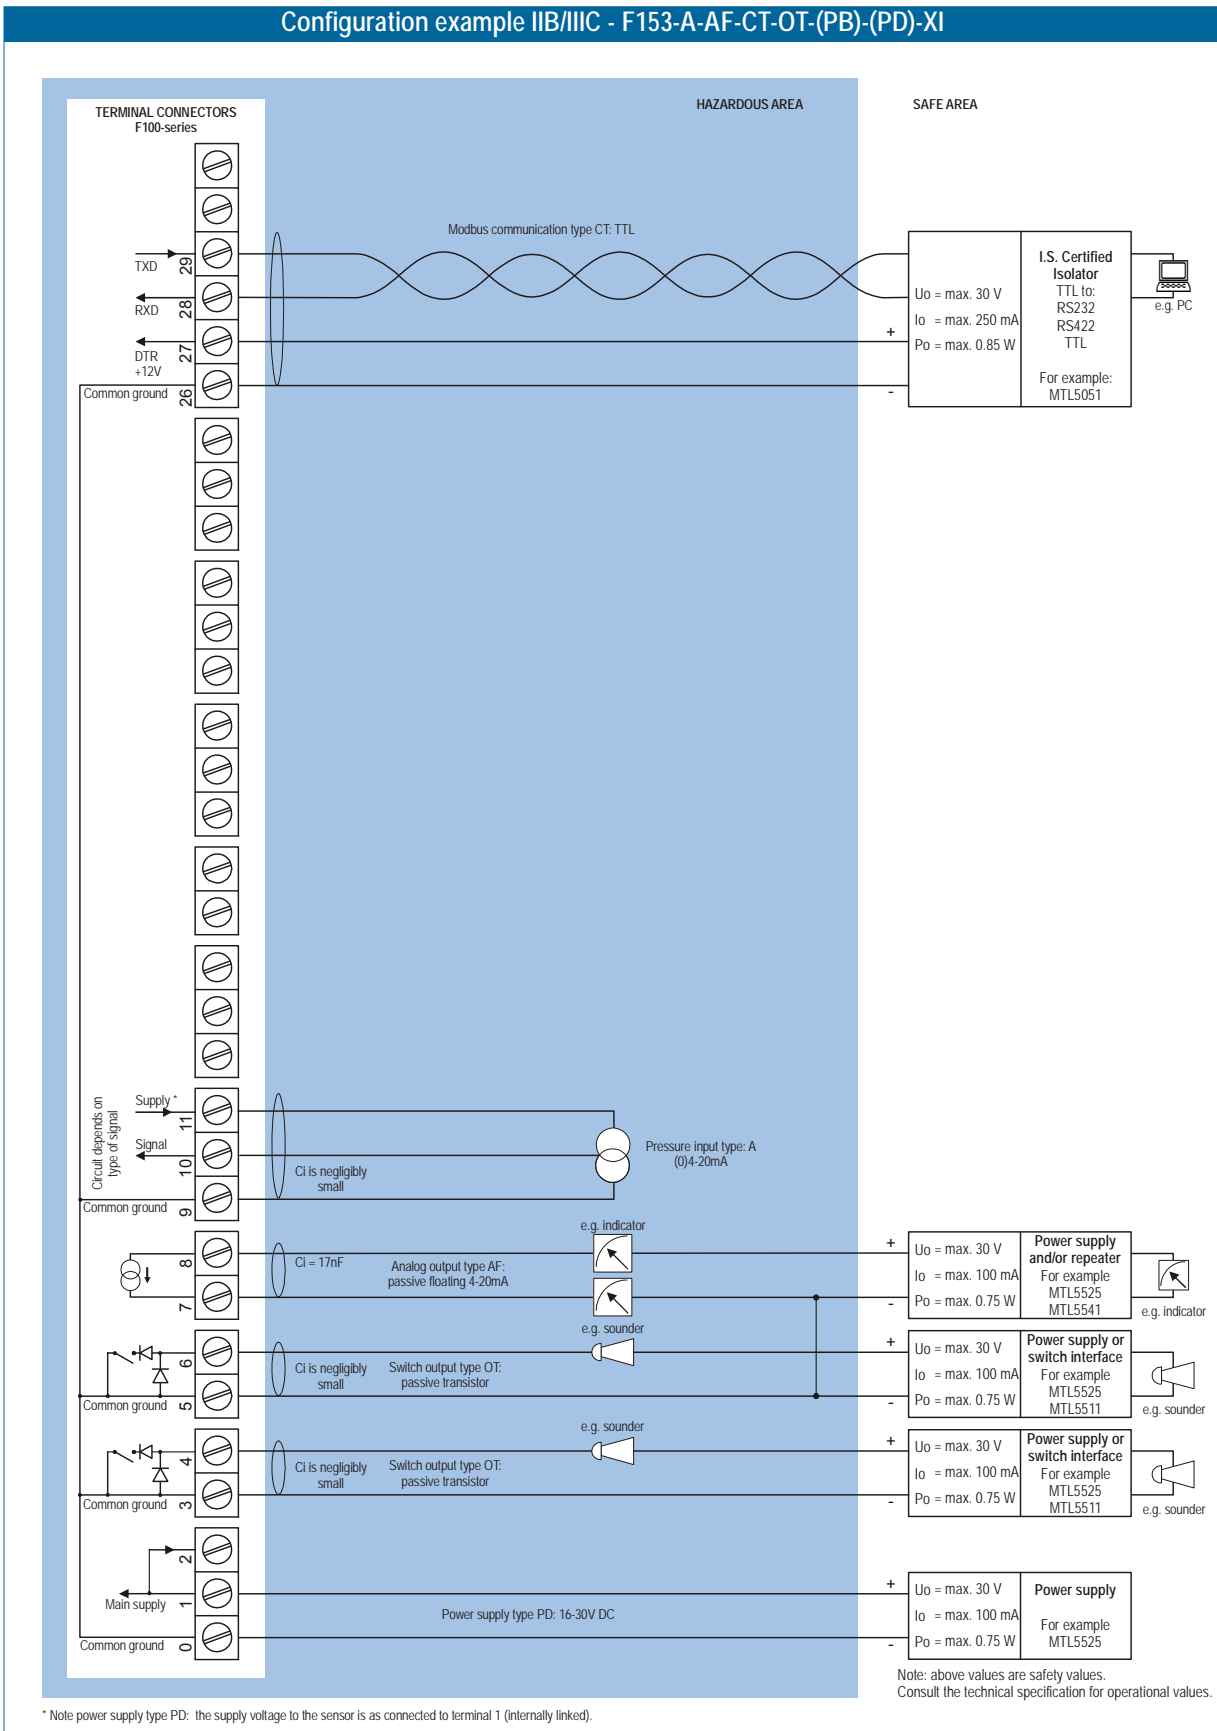 Configuration example IIB/IIIC - F153-A-AF-CT-OT-(PB)-(PD)-XI
TERMINAL CONNECTORS
F100-series
HAZARDOUS AREA
SAFE AREA
Modbus communication type CT: TTL
TXD
29
RXD
28
DTR
+12V
27
Common ground
26
+
-
Uo = max. 30 V
Io = max. 250 mA
Po = max. 0.85 W
I.S. Certified
Isolator
TTL to:
RS232
RS422
TTL
For example:
MTL5051
e.g. PC
Circuit depends on
type of signal
Supply *
11
Signal
10
Common ground
9
Ci is negligibly
small
Pressure input type: A
(0)4-20mA
8
7
Ci = 17nF
Analog output type AF:
passive floating 4-20mA
e.g. indicator
+
-
Uo = max. 30 V
Io = max. 100 mA
Po = max. 0.75 W
Power supply
and/or repeater
For example
MTL5525
MTL5541
e.g. indicator
6
Common ground
5
Ci is negligibly
small
Switch output type OT:
passive transistor
e.g. sounder
+
-
Uo = max. 30 V
Io = max. 100 mA
Po = max. 0.75 W
Power supply or
switch interface
For example
MTL5525
MTL5511
e.g. sounder
4
Common ground
3
Ci is negligibly
small
Switch output type OT:
passive transistor
e.g. sounder
+
-
Uo = max. 30 V
Io = max. 100 mA
Po = max. 0.75 W
Power supply or
switch interface
For example
MTL5525
MTL5511
e.g. sounder
2
Main supply
1
Common ground
0
Power supply type PD: 16-30V DC
+
-
Uo = max. 30 V
Io = max. 100 mA
Po = max. 0.75 W
Power supply
For example
MTL5525
Note: above values are safety values.
Consult the technical specification for operational values.
* Note power supply type PD: the supply voltage to the sensor is as connected to terminal 1 (internally linked).